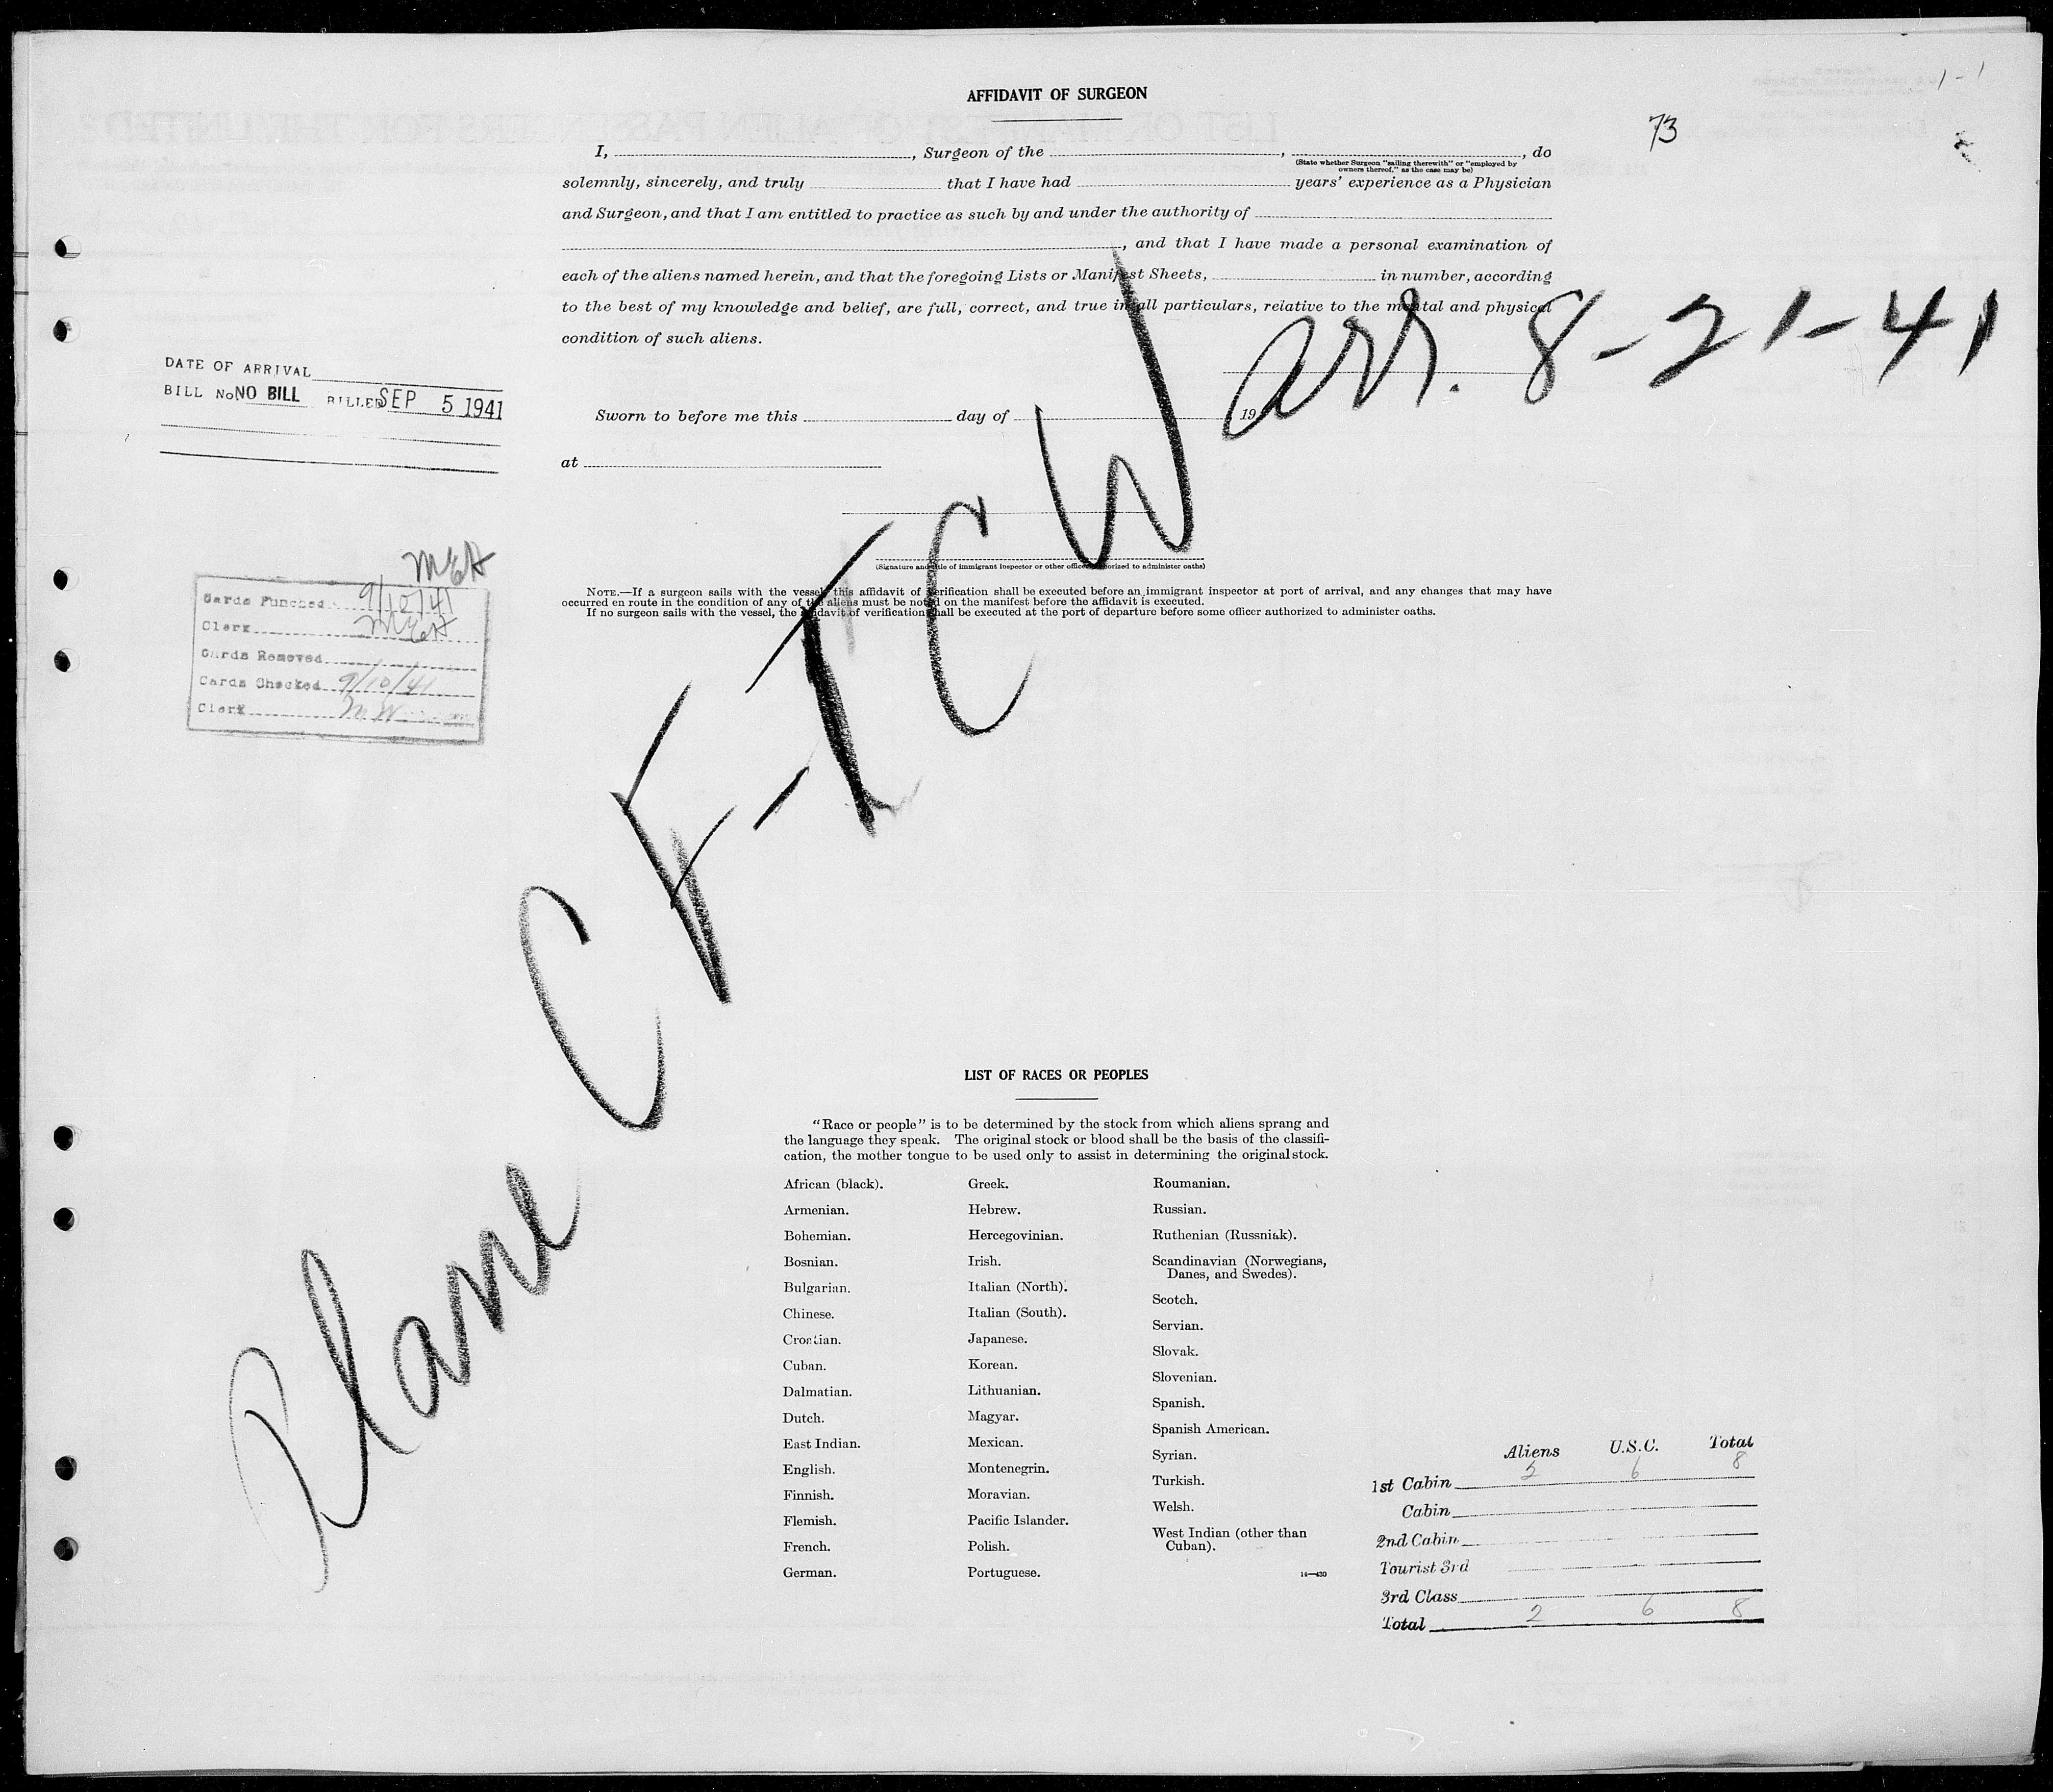 1-1
AFFIDAVIT OF SURGEON
73
I, , Surgeon of the , , do
(State whether Surgeon "sailing therewith" or "employed by
owners thereof," as the case may be)
solemnly, sincerely, and truly that I have had years' experience as a Physician
and Surgeon, and that I am entitled to practice as such by and under the authority of
, and that I have made a personal examination of
each of the aliens named herein, and that the foregoing Lists or Manifest Sheets, in number, according
to the best of my knowledge and belief, are full, correct, and true in all particulars, relative to the mental and physical
condition of such aliens.
arr. 8-21-41
DATE OF ARRIVAL
BILL No NO BILL BILLED SEP 5 1941
Sworn to before me this day of , 19
at
(Signature and title of immigrant inspector or other officer authorized to administer oaths)
NOTE.—If a surgeon sails with the vessel, this affidavit of verification shall be executed before an immigrant inspector at port of arrival, and any changes that may have
occurred en route in the condition of any of the aliens must be noted on the manifest before the affidavit is executed.
If no surgeon sails with the vessel, the affidavit of verification shall be executed at the port of departure before some officer authorized to administer oaths.
MEH
Cards Punched 9/10/41
Clerk MEH
Cards Removed
Cards Checked 9/10/41
Clerk
Plane CF-TCW
LIST OF RACES OR PEOPLES
"Race or people" is to be determined by the stock from which aliens sprang and
the language they speak. The original stock or blood shall be the basis of the classifi-
cation, the mother tongue to be used only to assist in determining the original stock.
African (black).
Armenian.
Bohemian.
Bosnian.
Bulgarian.
Chinese.
Croatian.
Cuban.
Dalmatian.
Dutch.
East Indian.
English.
Finnish.
Flemish.
French.
German.
Greek.
Hebrew.
Hercegovinian.
Irish.
Italian (North).
Italian (South).
Japanese.
Korean.
Lithuanian.
Magyar.
Mexican.
Montenegrin.
Moravian.
Pacific Islander.
Polish.
Portuguese.
Roumanian.
Russian.
Ruthenian (Russniak).
Scandinavian (Norwegians,
Danes, and Swedes).
Scotch.
Servian.
Slovak.
Slovenian.
Spanish.
Spanish American.
Syrian.
Turkish.
Welsh.
West Indian (other than
Cuban).
14—430
Aliens U.S.C. Total
1st Cabin 2 6 8
Cabin
2nd Cabin
Tourist 3rd
3rd Class
Total 2 6 8